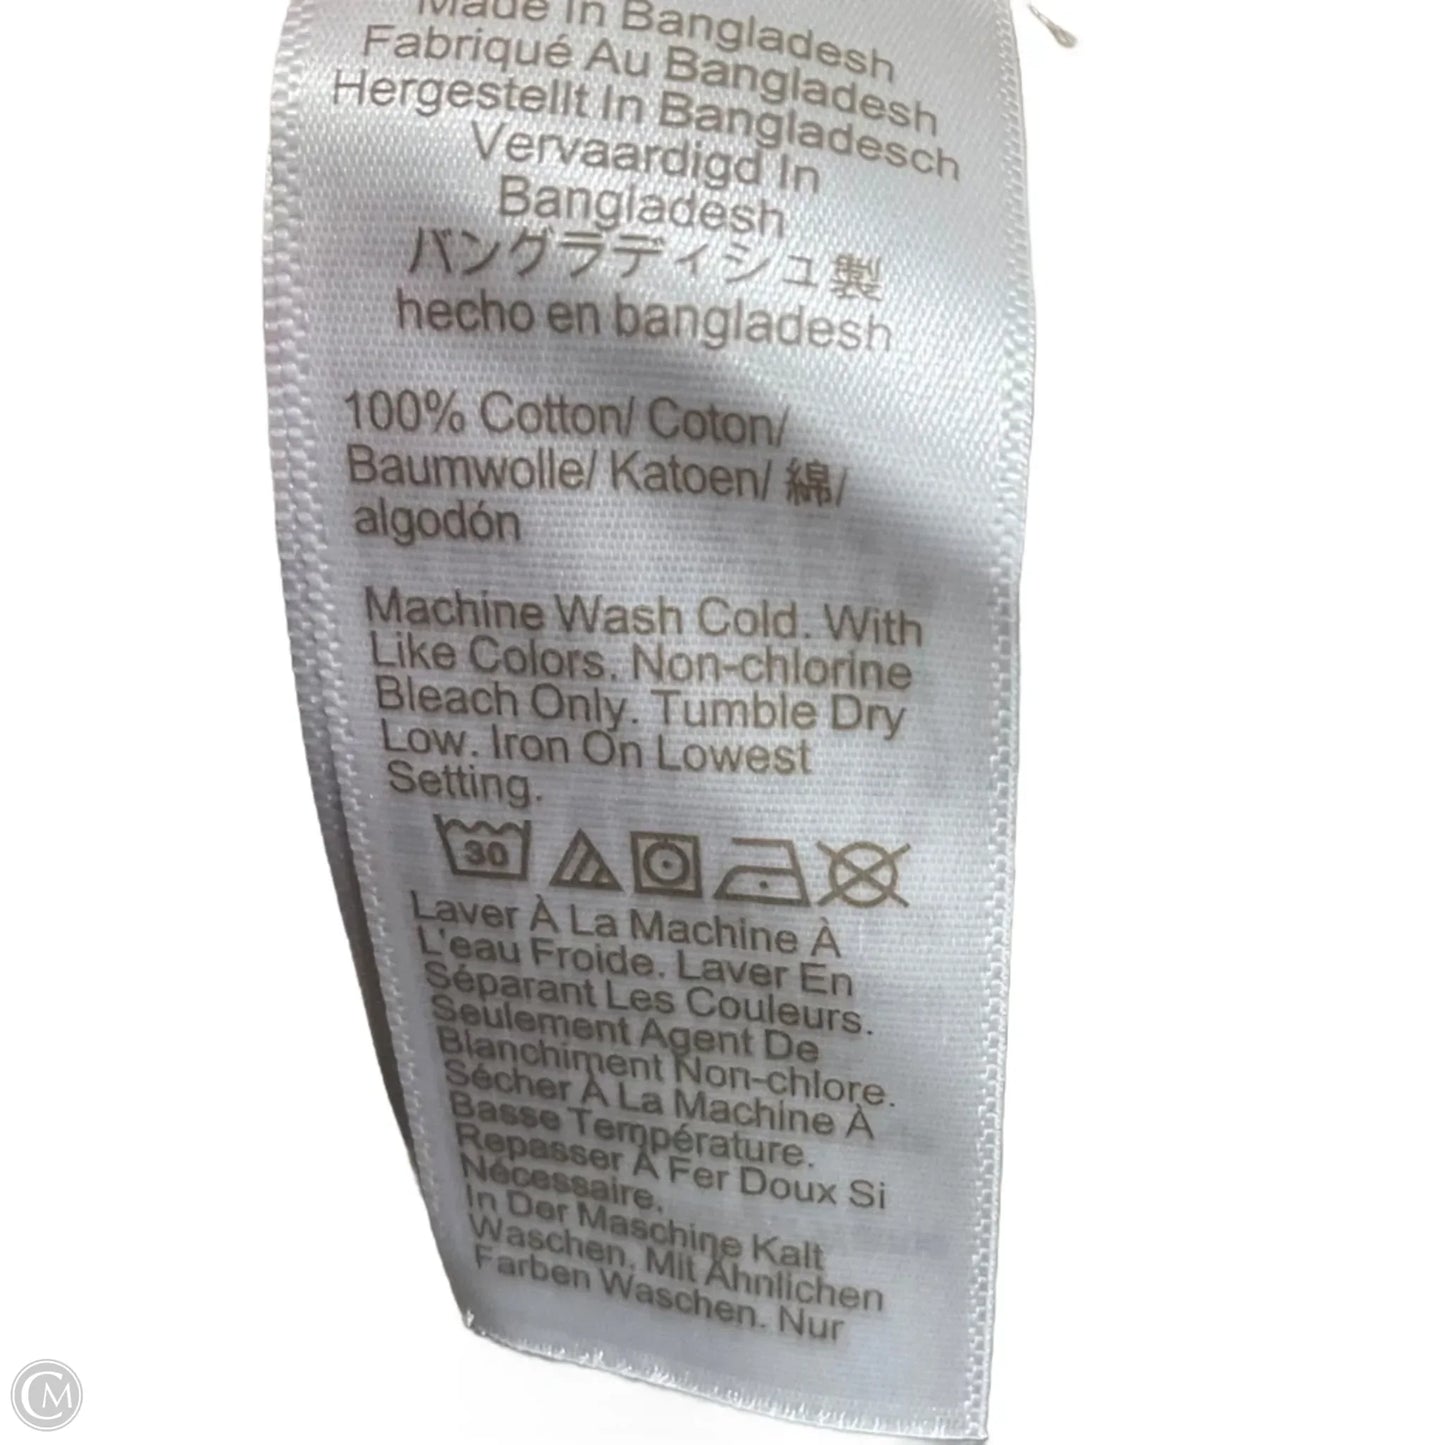 Made In Bangladesh
Fabriqué Au Bangladesh
Hergestellt In Bangladesch
Vervaardigd In
Bangladesh
バングラディシュ製
hecho en bangladesh
100% Cotton/ Coton/
Baumwolle/ Katoen/ 綿/
algodón
Machine Wash Cold. With
Like Colors. Non-chlorine
Bleach Only. Tumble Dry
Low. Iron On Lowest
Setting.
30
Laver À La Machine À
L'eau Froide. Laver En
Séparant Les Couleurs.
Seulement Agent De
Blanchiment Non-chlore.
Sécher À La Machine À
Basse Température.
Repasser À Fer Doux Si
Nécessaire.
In Der Maschine Kalt
Waschen. Mit Ähnlichen
Farben Waschen. Nur
CM